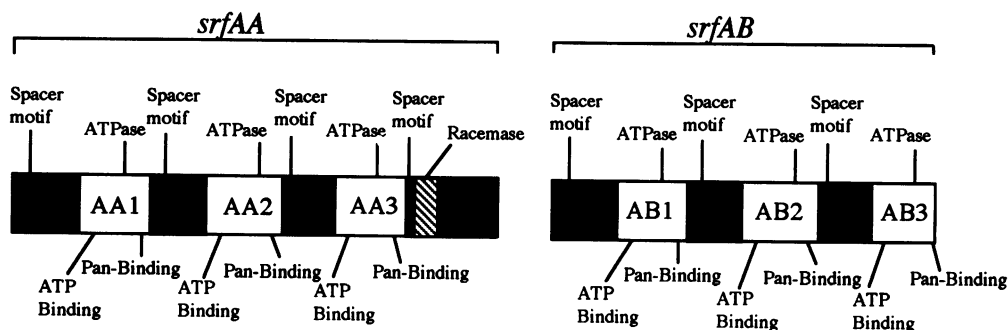 srfAA
srfAB
Spacer
motif
ATPase
Spacer
motif
ATPase
Spacer
motif
ATPase
Spacer
motif
Racemase
Spacer
motif
ATPase
Spacer
motif
ATPase
Spacer
motif
ATPase
AA1
AA2
AA3
AB1
AB2
AB3
ATP
Binding
Pan-Binding
ATP
Binding
Pan-Binding
ATP
Binding
Pan-Binding
ATP
Binding
Pan-Binding
ATP
Binding
Pan-Binding
ATP
Binding
Pan-Binding